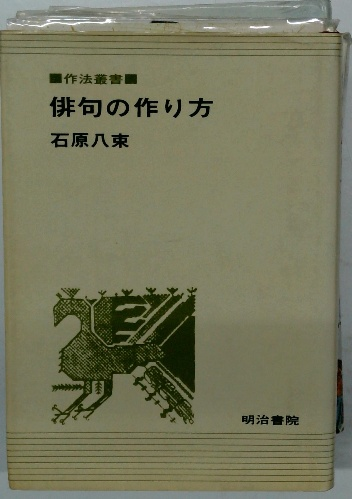 ■作法叢書■
俳句の作り方
石原八束
明治書院